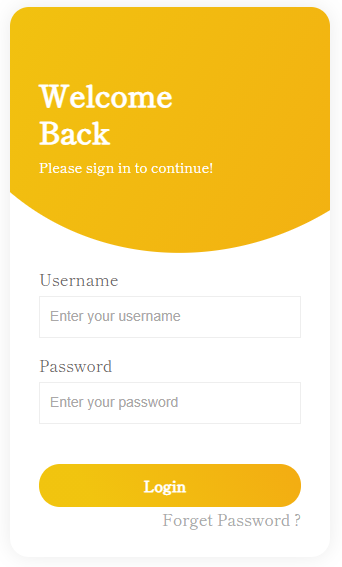 Welcome
Back
Please sign in to continue!
Username
Enter your username
Password
Enter your password
Login
Forget Password ?